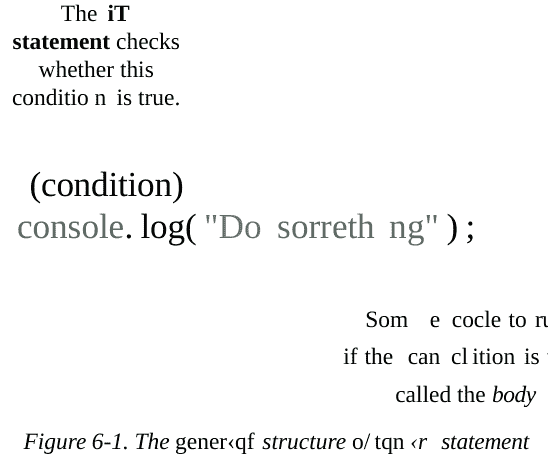 The iT
statement checks
whether this
conditio n is true.
(condition)
console. log( "Do sorreth ng" ) ;
Som e cocle to ru
if the can cl ition is
called the body
Figure 6-1. The gener‹qf structure o/ tqn ‹r statement